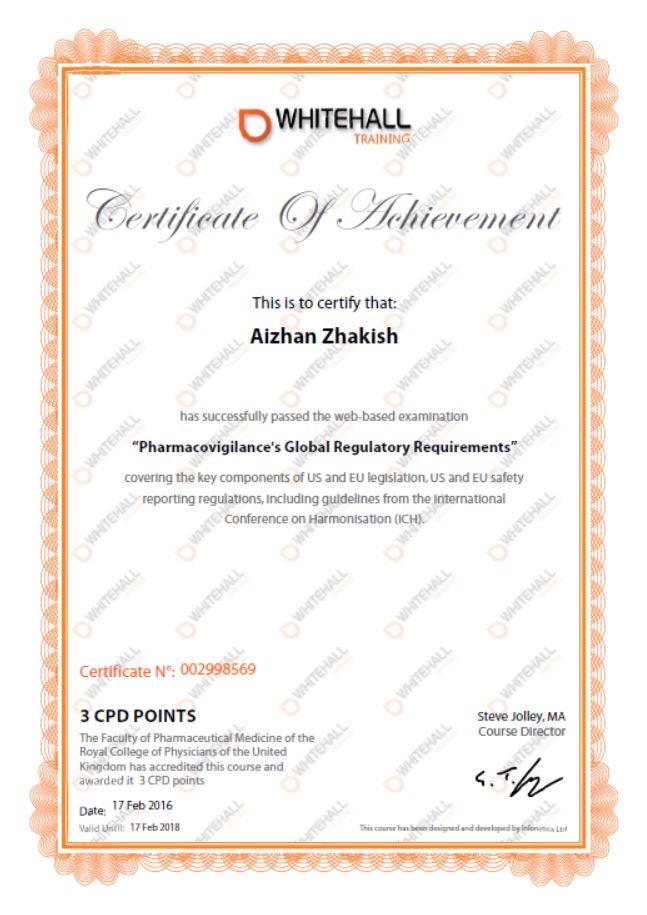 WHITEHALL
TRAINING
Certificate Of Achievement
This is to certify that:
Aizhan Zhakish
has successfully passed the web-based examination
“Pharmacovigilance's Global Regulatory Requirements”
covering the key components of US and EU legislation, US and EU safety
reporting regulations, including guidelines from the International
Conference on Harmonisation (ICH).
Certificate N°: 002998569
3 CPD POINTS
The Faculty of Pharmaceutical Medicine of the
Royal College of Physicians of the United
Kingdom has accredited this course and
awarded it 3 CPD points
Date: 17 Feb 2016
Valid Until: 17 Feb 2018
Steve Jolley, MA
Course Director
This course has been designed and developed by Infonetica Ltd